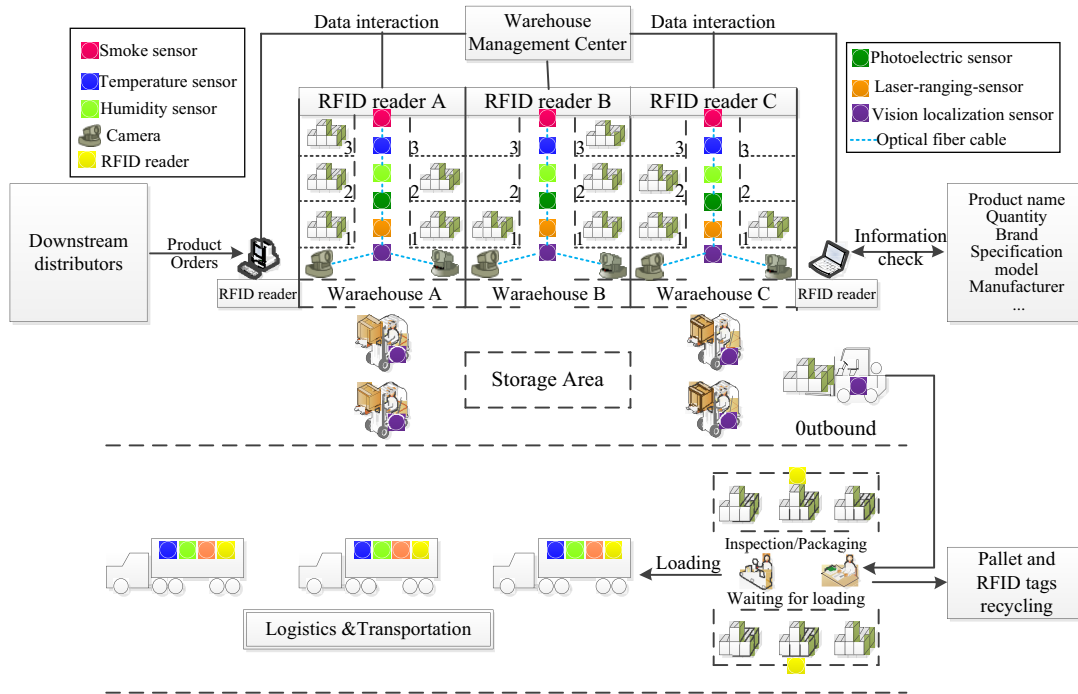 Data interaction
Warehouse
Management Center
Data interaction
Smoke sensor
Temperature sensor
Humidity sensor
Camera
RFID reader
Photoelectric sensor
Laser-ranging-sensor
Vision localization sensor
Optical fiber cable
RFID reader A
RFID reader B
RFID reader C
3
3
3
3
3
3
2
2
2
2
2
2
1
1
1
1
1
1
Downstream
distributors
Product
Orders
RFID reader
Waraehouse A
Waraehouse B
Waraehouse C
RFID reader
Information
check
Product name
Quantity
Brand
Specification
model
Manufacturer
...
Storage Area
0utbound
Inspection/Packaging
Loading
Waiting for loading
Pallet and
RFID tags
recycling
Logistics &Transportation